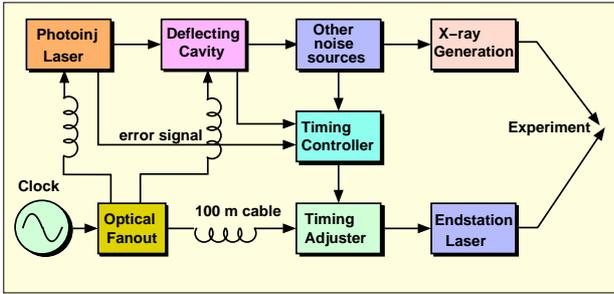 Photoinj
Laser
Deflecting
Cavity
Other
noise
sources
X-ray
Generation
error signal
Timing
Controller
Experiment
Clock
Optical
Fanout
100 m cable
Timing
Adjuster
Endstation
Laser